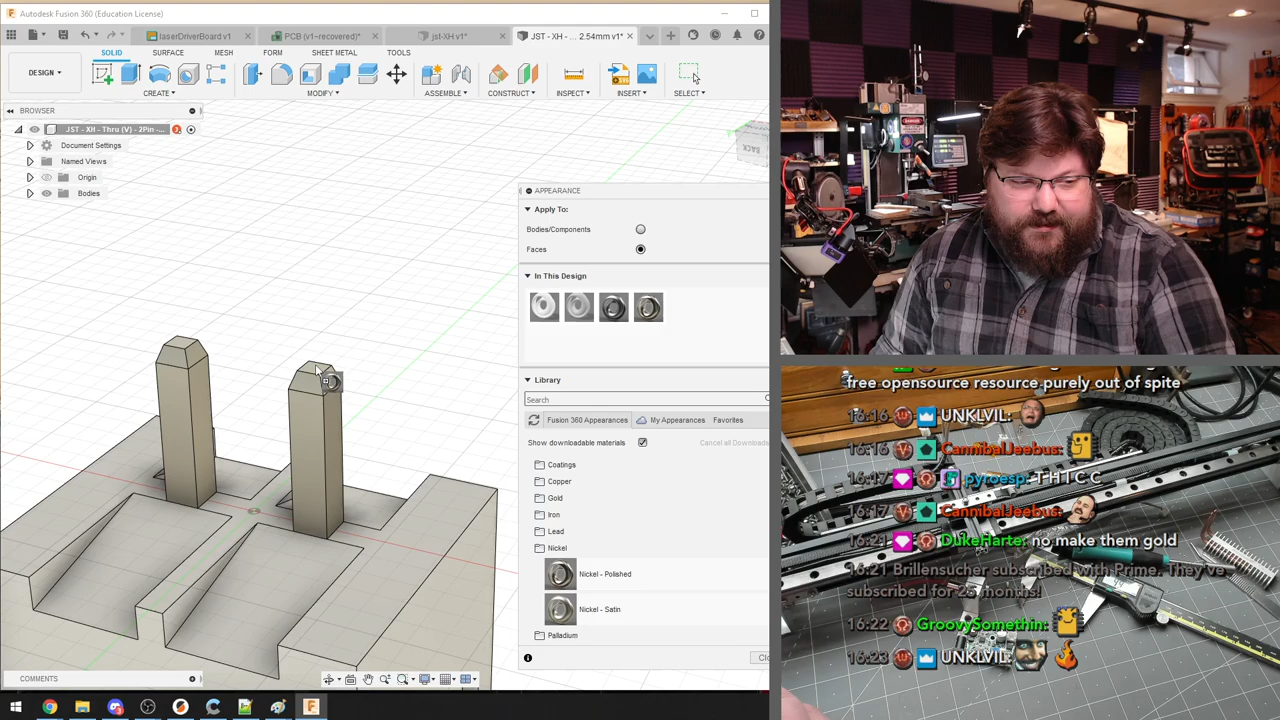 Autodesk Fusion 360 (Education License)
laserDriverBoard v1
PCB (v1~recovered)*
jst-XH v1*
JST - XH - ... 2.54mm v1*
SOLID
SURFACE
MESH
FORM
SHEET METAL
TOOLS
DESIGN
CREATE
MODIFY
ASSEMBLE
CONSTRUCT
INSPECT
INSERT
SELECT
BROWSER
JST - XH - Thru (V) - 2Pin -...
Document Settings
Named Views
Origin
Bodies
BACK
APPEARANCE
Apply To:
Bodies/Components
Faces
In This Design
Library
Search
Fusion 360 Appearances
My Appearances
Favorites
Show downloadable materials
Cancel all Downloads
Coatings
Copper
Gold
Iron
Lead
Nickel
Nickel - Polished
Nickel - Satin
Palladium
Clo
COMMENTS
free opensource resource purely out of spite
16:16 UNKLVIL:
16:16 CannibalJeebus:
16:17 pyroesp: T H I C C
16:17 CannibalJeebus:
16:21 DukeHarte: no make them gold
16:21 Brillensucher subscribed with Prime. They've
subscribed for 25 months!
16:22 GroovySomethin:
16:23 UNKLVIL:
DANGER